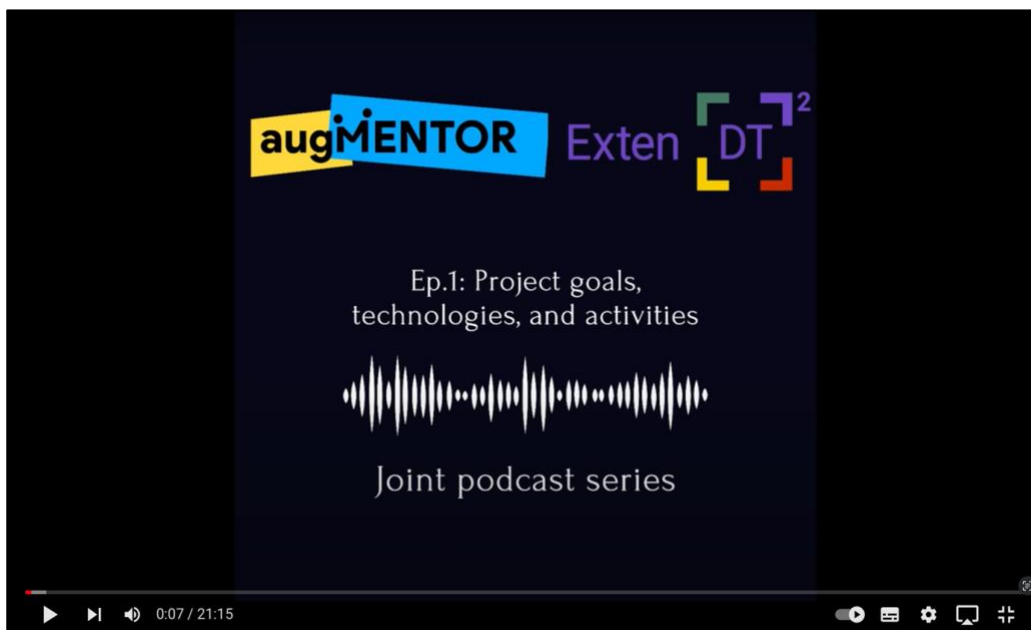 augMENTOR
Exten DT²
Ep.1: Project goals,
technologies, and activities
Joint podcast series
0:07 / 21:15